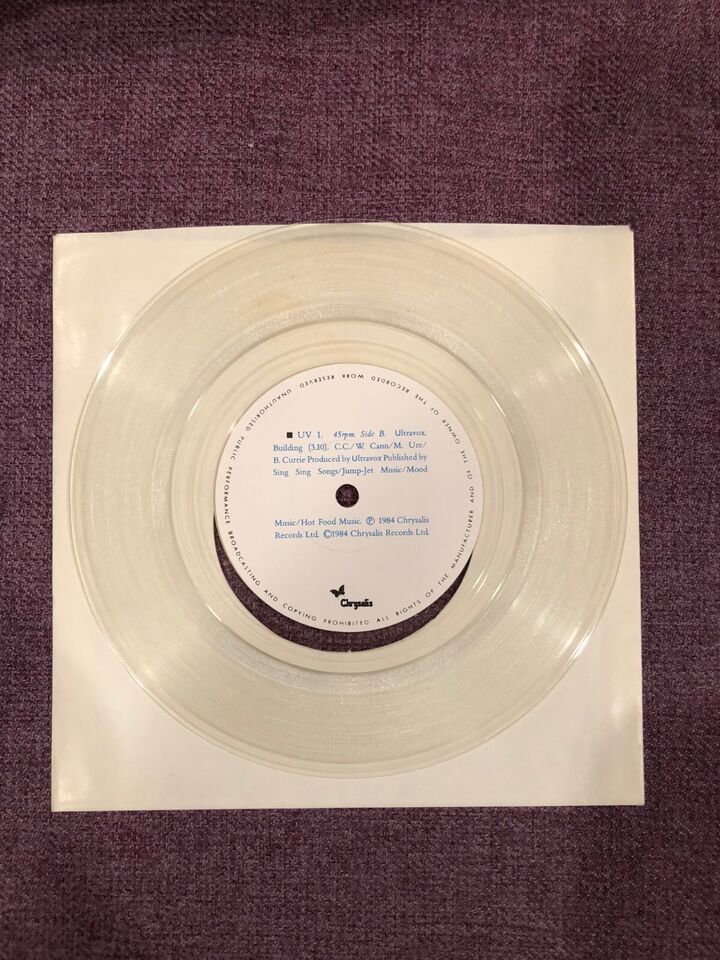 ■ UV 1. 45rpm. Side B. Ultravox.
Building (3.10). C.C./W. Cann/M. Ure/
B. Currie Produced by Ultravox Published by
Sing Sing Songs/Jump-Jet Music/Mood
Music/Hot Food Music. Ⓟ 1984 Chrysalis
Records Ltd. ©1984 Chrysalis Records Ltd.
Chrysalis
ALL RIGHTS OF THE MANUFACTURER AND OF THE OWNER OF THE RECORDED WORK RESERVED · UNAUTHORISED PUBLIC PERFORMANCE BROADCASTING AND COPYING PROHIBITED